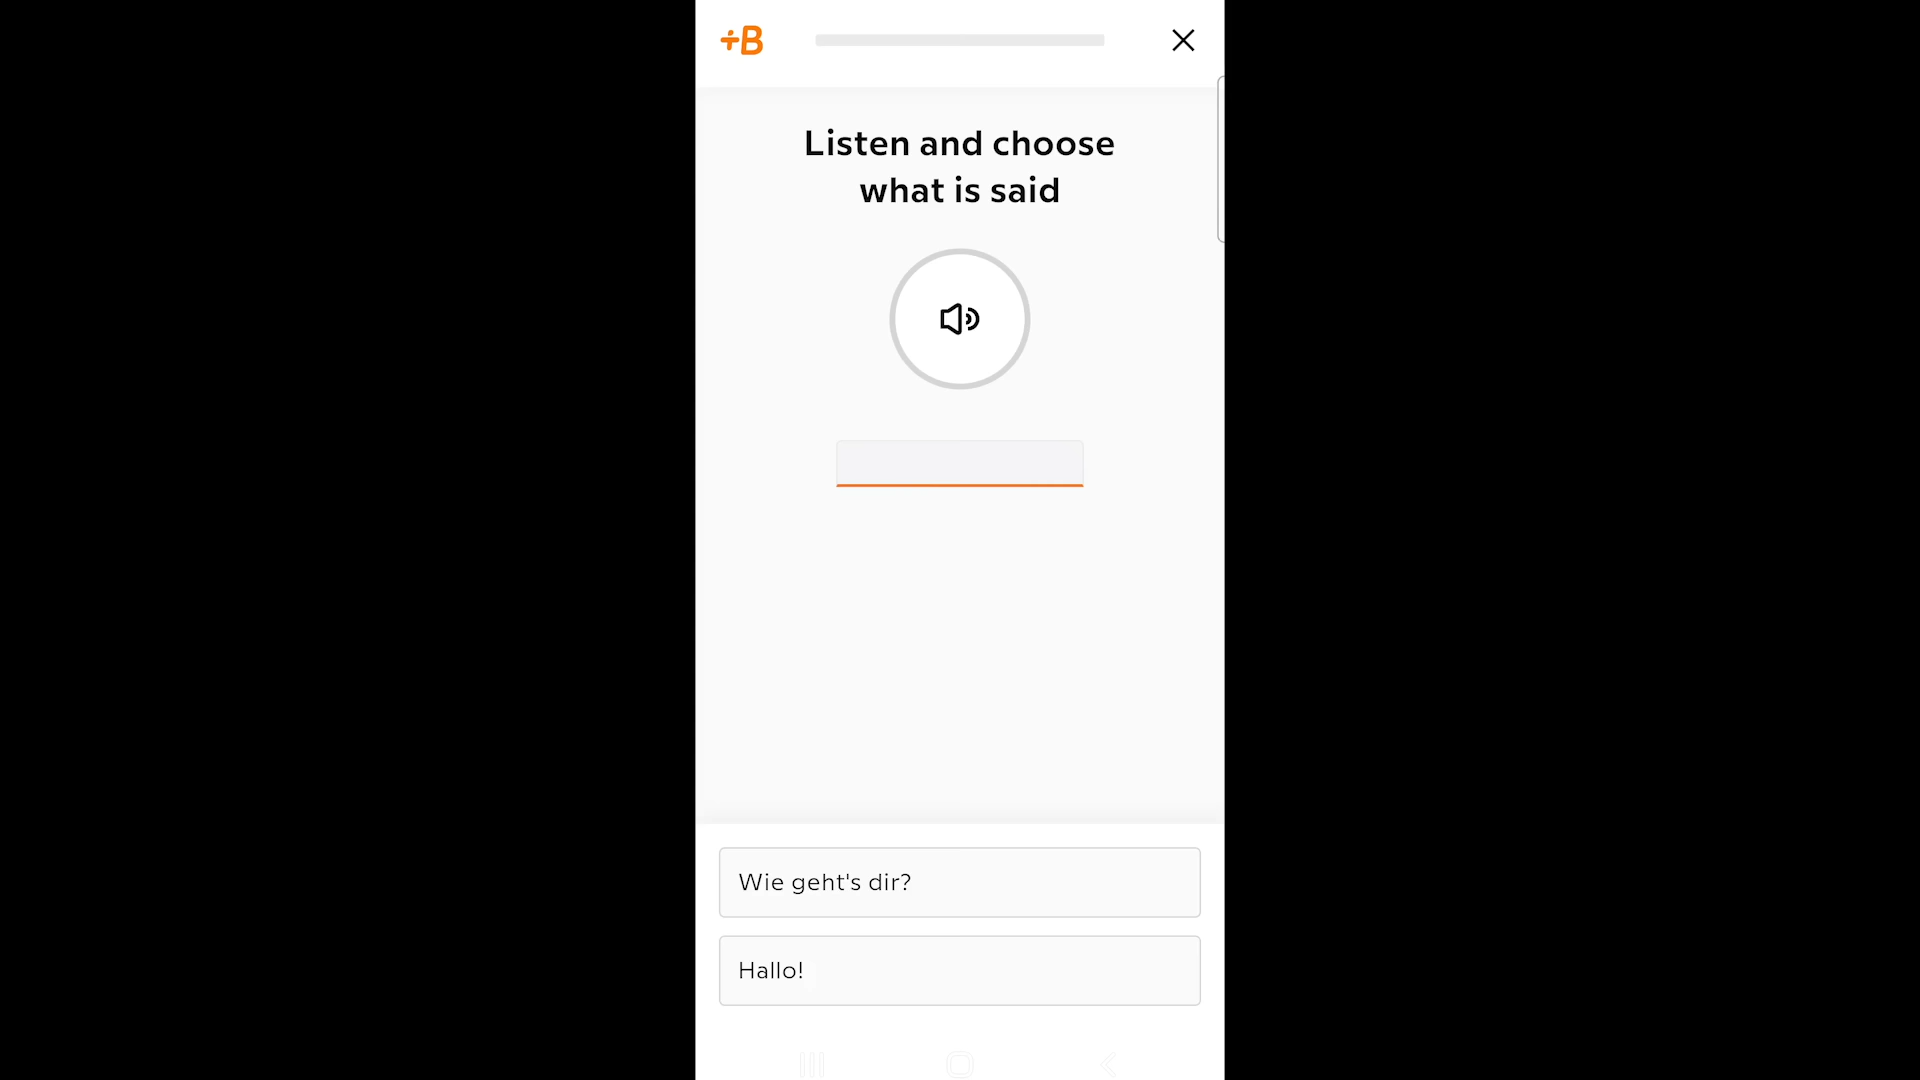 +B
Listen and choose
what is said
Wie geht's dir?
Hallo!